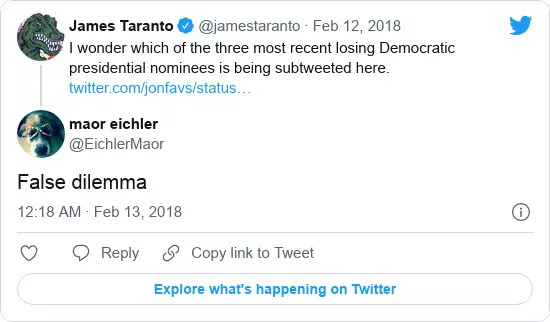 James Taranto @jamestaranto · Feb 12, 2018
I wonder which of the three most recent losing Democratic
presidential nominees is being subtweeted here.
twitter.com/jonfavs/status…
maor eichler
@EichlerMaor
False dilemma
12:18 AM · Feb 13, 2018
Reply Copy link to Tweet
Explore what's happening on Twitter